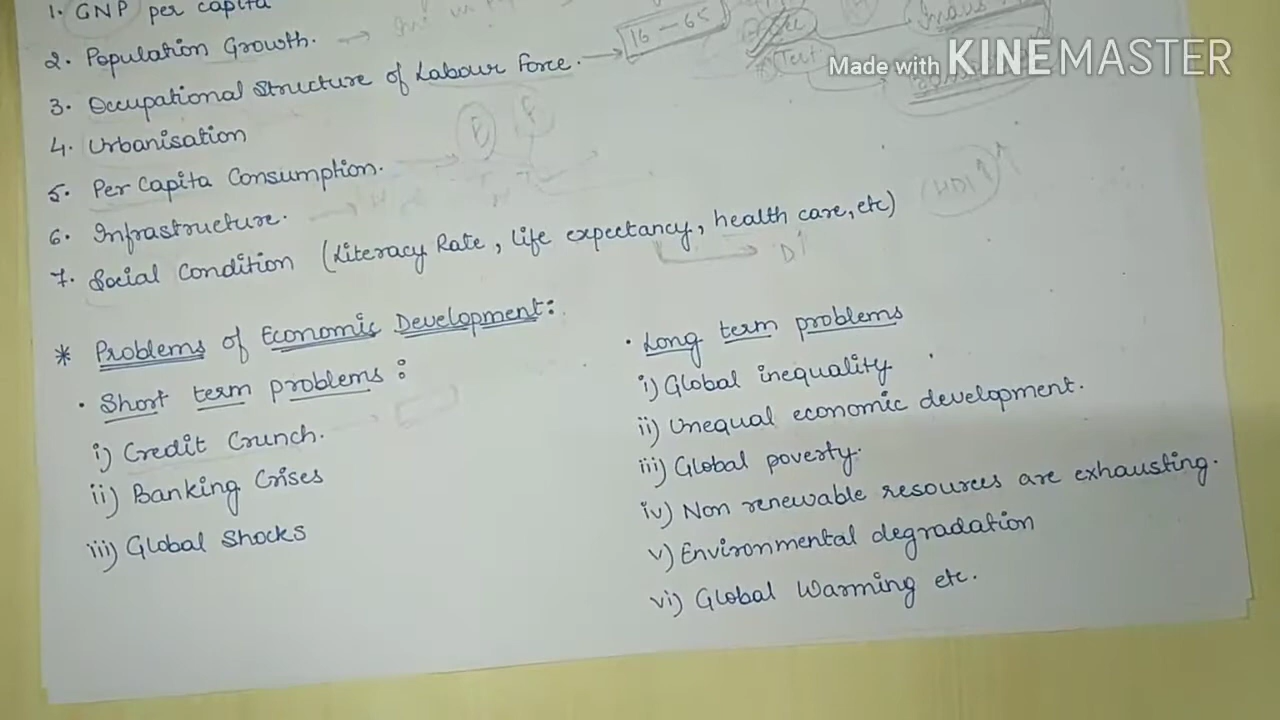 1. GNP per capita
2. Population Growth.
3. Occupational Structure of Labour Force. → 16-65
4. Urbanisation
5. Per Capita Consumption.
6. Infrastructure.
7. Social Condition (Literacy Rate, life expectancy, health care, etc) (HDI↑↑
D↑
Made with KINEMASTER
* Problems of Economic Development:
• Short term problems:
i) Credit Crunch.
ii) Banking Crises
iii) Global Shocks
• Long term problems
i) Global inequality
ii) Unequal economic development.
iii) Global poverty.
iv) Non renewable resources are exhausting.
v) Environmental degradation
vi) Global Warming etc.